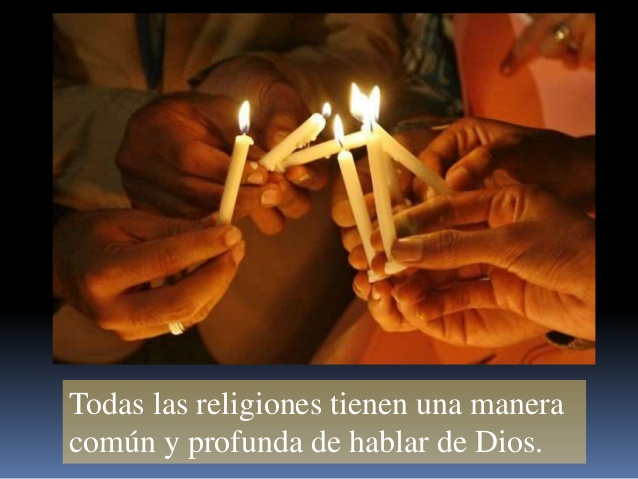 Todas las religiones tienen una manera
común y profunda de hablar de Dios.